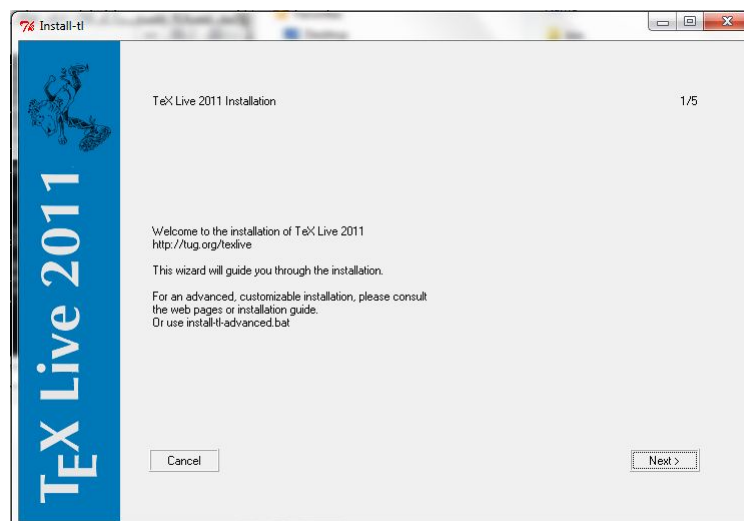 Install-tl
TeX Live 2011 Installation
1/5
TeX Live 2011
Welcome to the installation of TeX Live 2011
http://tug.org/texlive
This wizard will guide you through the installation.
For an advanced, customizable installation, please consult
the web pages or installation guide.
Or use install-tl-advanced.bat
Cancel
Next >